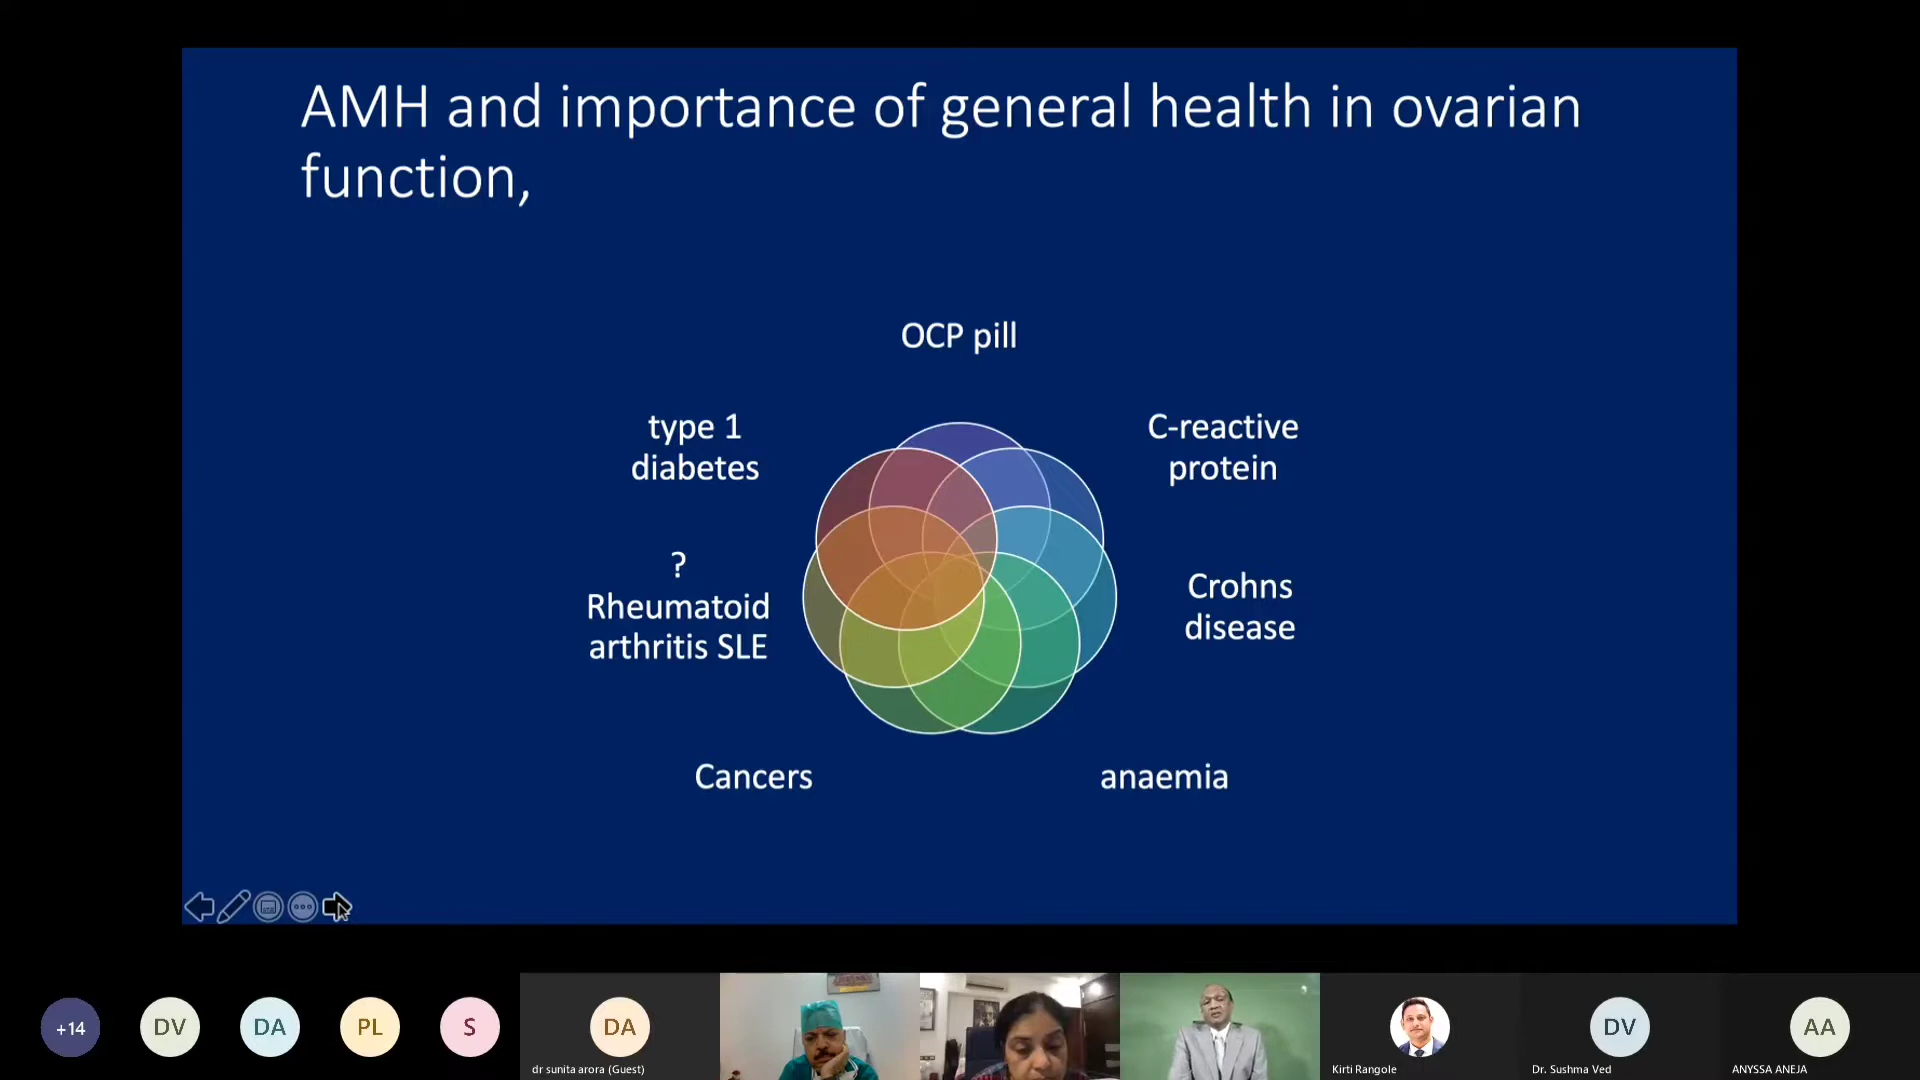 AMH and importance of general health in ovarian
function,
OCP pill
type 1
diabetes
C-reactive
protein
?
Rheumatoid
arthritis SLE
Crohns
disease
Cancers
anaemia
+14
DV
DA
PL
S
DA
dr sunita arora (Guest)
Kirti Rangole
DV
Dr. Sushma Ved
AA
ANYSSA ANEJA